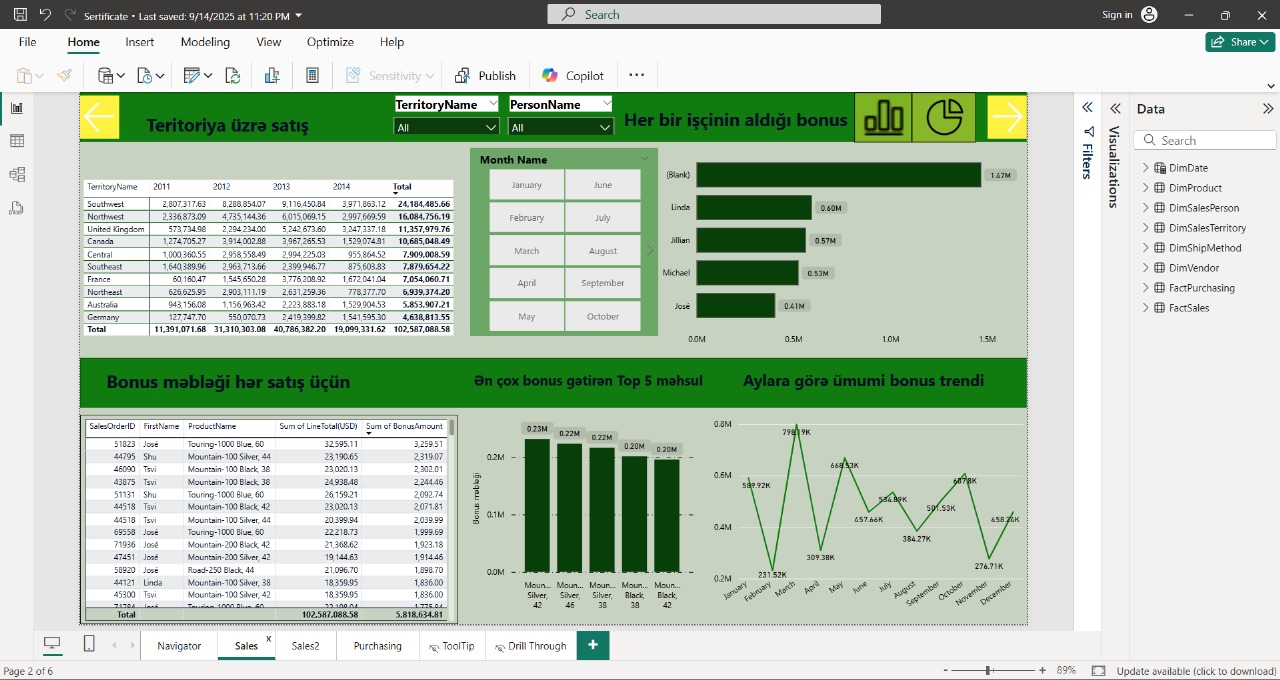 Sertificate • Last saved: 9/14/2025 at 11:20 PM
Search
Sign in
File Home Insert Modeling View Optimize Help
Share
Sensitivity
Publish
Copilot
Teritoriya üzrə satış
TerritoryName
All
PersonName
All
Her bir işçinin aldığı bonus
TerritoryName 2011 2012 2013 2014 Total
Southwest 2,807,317.63 8,288,854.07 9,116,450.84 3,971,863.12 24,184,485.66
Northwest 2,336,873.09 4,735,144.36 6,015,069.15 2,997,669.59 16,084,756.19
United Kingdom 573,734.98 2,294,234.00 5,242,673.60 3,247,337.18 11,357,979.76
Canada 1,274,705.27 3,914,002.88 3,967,265.53 1,529,074.81 10,685,048.49
Central 1,000,360.55 2,958,558.49 2,994,225.03 955,864.52 7,909,008.59
Southeast 1,640,389.96 2,963,713.66 2,399,946.77 875,603.83 7,879,654.22
France 60,160.47 1,545,650.28 3,776,208.92 1,672,041.04 7,054,060.71
Northeast 626,625.95 2,903,111.19 2,631,259.36 778,377.70 6,939,374.20
Australia 943,156.08 1,156,963.42 2,223,883.18 1,529,904.53 5,853,907.21
Germany 127,747.70 550,070.73 2,419,399.82 1,541,595.30 4,638,813.55
Total 11,391,071.68 31,310,303.08 40,786,382.20 19,099,331.62 102,587,088.58
Month Name
January June
February July
March August
April September
May October
(Blank) 1.47M
Linda 0.60M
Jillian 0.57M
Michael 0.53M
José 0.41M
0.0M 0.5M 1.0M 1.5M
Bonus məbləği hər satış üçün
SalesOrderID FirstName ProductName Sum of LineTotal(USD) Sum of BonusAmount
51823 José Touring-1000 Blue, 60 32,595.11 3,259.51
44795 Shu Mountain-100 Silver, 44 23,190.65 2,319.07
46090 Tsvi Mountain-100 Black, 38 23,020.13 2,302.01
43875 Tsvi Mountain-100 Black, 38 24,938.48 2,244.46
51131 Shu Touring-1000 Blue, 60 26,159.21 2,092.74
44518 Tsvi Mountain-100 Black, 42 23,020.13 2,071.81
44518 Tsvi Mountain-100 Silver, 44 20,399.94 2,039.99
69558 José Touring-1000 Blue, 60 22,218.73 1,999.69
71936 José Mountain-200 Black, 42 21,368.62 1,923.18
47451 José Mountain-200 Silver, 42 19,144.63 1,914.46
58920 José Road-250 Black, 44 21,096.70 1,898.70
44121 Linda Mountain-100 Silver, 38 18,359.95 1,836.00
45300 Tsvi Mountain-100 Silver, 42 18,359.95 1,836.00
Total 102,587,088.58 5,818,634.81
Ən çox bonus gətirən Top 5 məhsul
0.23M 0.22M 0.22M 0.20M 0.20M
Bonus məbləği
0.2M
0.1M
0.0M
Moun... Moun... Moun... Moun... Moun...
Silver, Silver, Silver, Black, Black,
42 46 38 38 42
Aylara görə ümumi bonus trendi
0.8M
0.6M
0.4M
0.2M
589.92K
231.52K
798.19K
309.38K
668.53K
457.66K
534.89K
384.27K
501.53K
607.8K
276.71K
458.34K
January February March April May June July August September October November December
Filters
Visualizations
Data
Search
DimDate
DimProduct
DimSalesPerson
DimSalesTerritory
DimShipMethod
DimVendor
FactPurchasing
FactSales
Navigator Sales x Sales2 Purchasing ToolTip Drill Through +
Page 2 of 6
- + 89%
Update available (click to download)